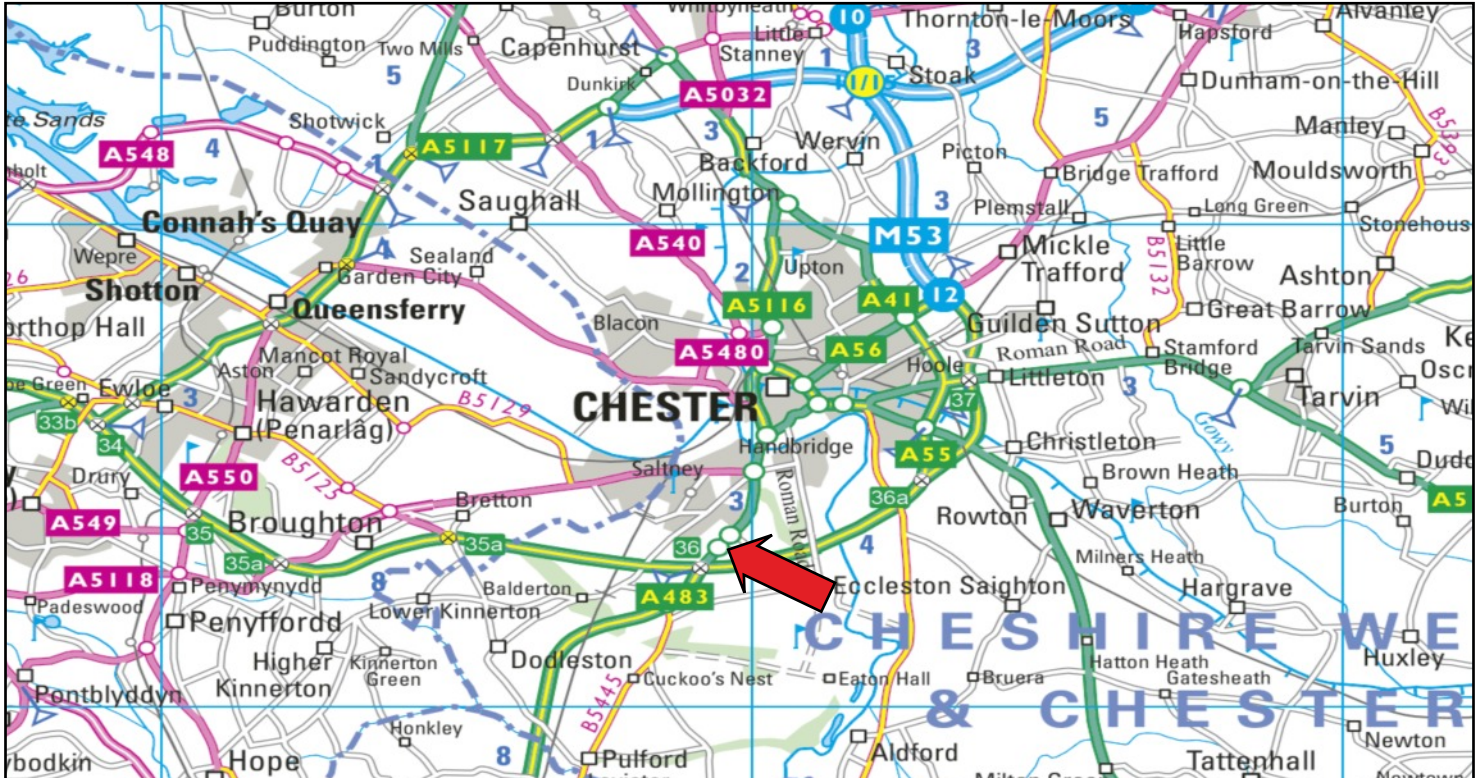 Burton
Puddington
Two Mills
Capenhurst
Little
Stanney
10
Thornton-le-Moors
Hapsford
Alvanley
5
Dunkirk
1
3
Stoak
Dunham-on-the-Hill
A5032
Shotwick
A548
4
A5117
1
1
3
Backford
Wervin
Picton
5
Manley
Mouldsworth
Bridge Trafford
Saughall
Mollington
3
Plemstall
Long Green
Connah's Quay
Wepre
4
Sealand
Garden City
A540
M53
Mickle
Trafford
B5132
Little
Barrow
Ashton
Shotton
Queensferry
2
Upton
A5116
A41
12
Guilden Sutton
Great Barrow
Blacon
A5480
A56
Hoole
Roman Road
Stamford
Bridge
Tarvin Sands
Mancot Royal
Aston
Sandycroft
Ewloe
3
Hawarden
(Penarlâg)
B5129
CHESTER
37
Littleton
3
Tarvin
33b
34
Handbridge
Christleton
Gowy
5
Drury
A550
B5125
Saltney
A55
Brown Heath
Bretton
3
Roman Road
36a
Rowton
Waverton
Burton
A549
35
Broughton
35a
35a
36
4
Milners Heath
A5118
Penymynydd
8
Balderton
A483
Eccleston
Saighton
Hargrave
Padeswood
Lower Kinnerton
Penyffordd
CHESHIRE WE
Higher
Kinnerton
Kinnerton
Green
Dodleston
Cuckoo's Nest
Eaton Hall
Bruera
Hatton Heath
Gatesheath
Huxley
Pontblyddyn
B5445
& CHESTER
Honkley
8
Hope
Pulford
Aldford
Tattenhall
Newton